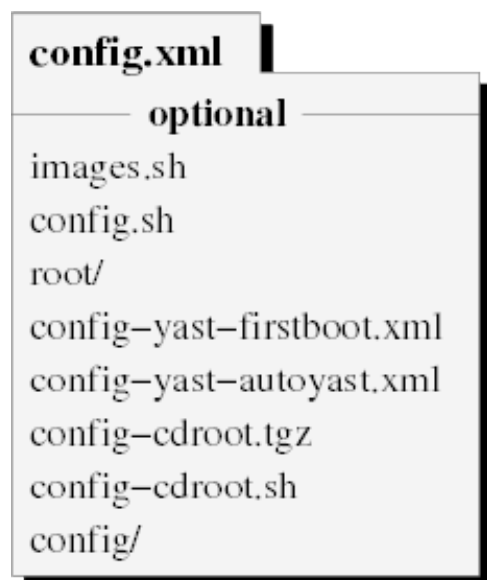 config.xml
optional
images.sh
config.sh
root/
config–yast–firstboot.xml
config–yast–autoyast.xml
config–cdroot.tgz
config–cdroot.sh
config/